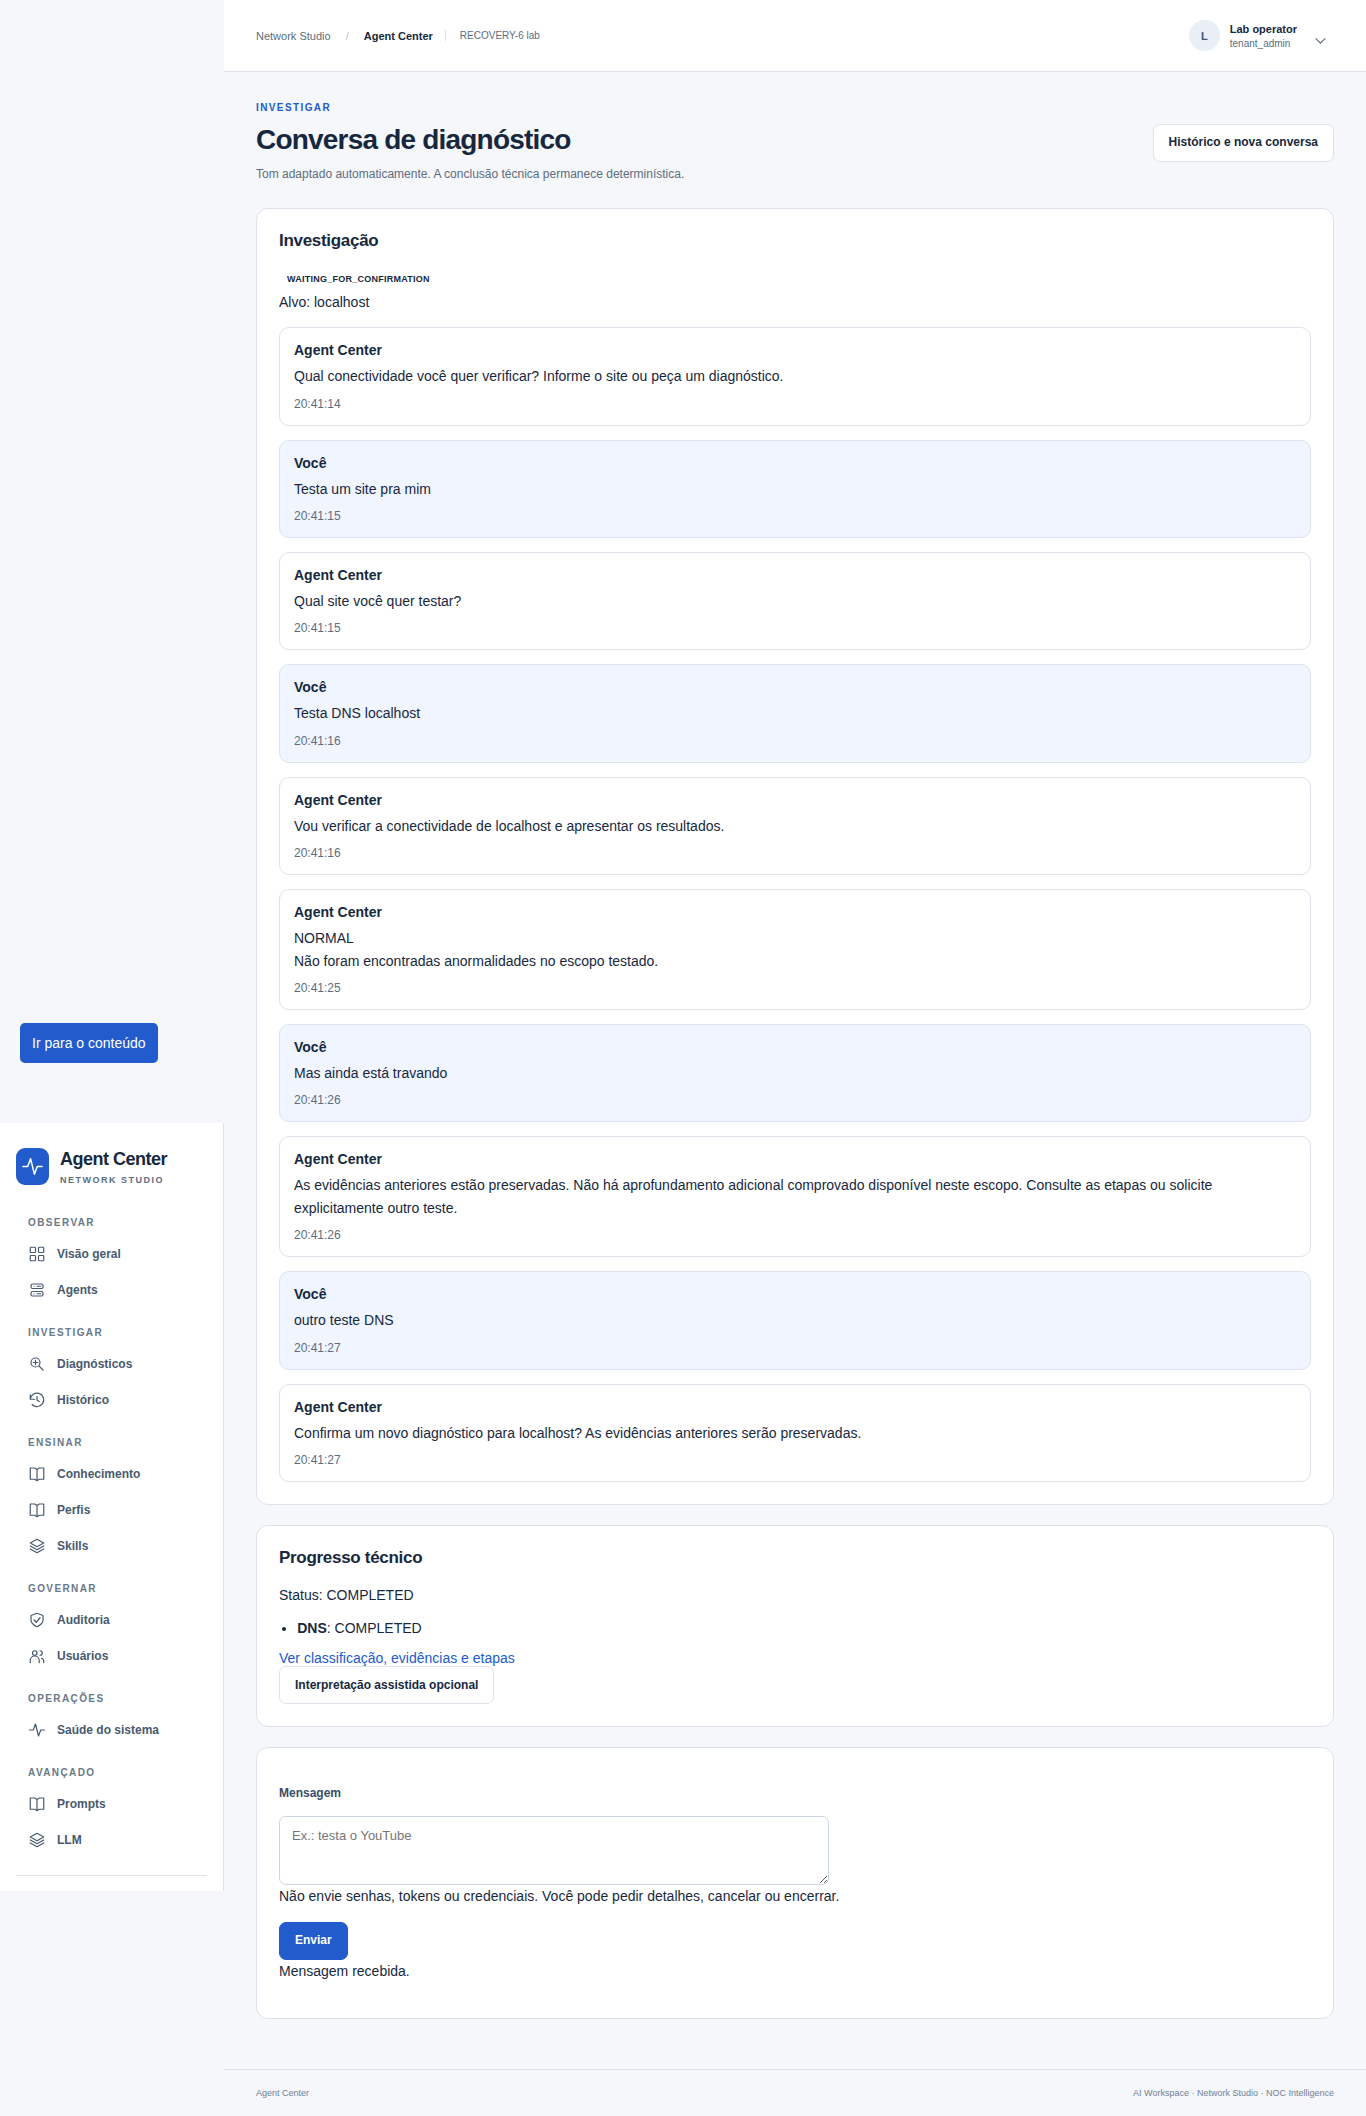 Network Studio / Agent Center RECOVERY-6 lab
L
Lab operator
tenant_admin
INVESTIGAR
Conversa de diagnóstico
Histórico e nova conversa
Tom adaptado automaticamente. A conclusão técnica permanece determinística.
Investigação
WAITING_FOR_CONFIRMATION
Alvo: localhost
Agent Center
Qual conectividade você quer verificar? Informe o site ou peça um diagnóstico.
20:41:14
Você
Testa um site pra mim
20:41:15
Agent Center
Qual site você quer testar?
20:41:15
Você
Testa DNS localhost
20:41:16
Agent Center
Vou verificar a conectividade de localhost e apresentar os resultados.
20:41:16
Agent Center
NORMAL
Não foram encontradas anormalidades no escopo testado.
20:41:25
Você
Mas ainda está travando
20:41:26
Agent Center
As evidências anteriores estão preservadas. Não há aprofundamento adicional comprovado disponível neste escopo. Consulte as etapas ou solicite
explicitamente outro teste.
20:41:26
Você
outro teste DNS
20:41:27
Agent Center
Confirma um novo diagnóstico para localhost? As evidências anteriores serão preservadas.
20:41:27
Progresso técnico
Status: COMPLETED
DNS: COMPLETED
Ver classificação, evidências e etapas
Interpretação assistida opcional
Mensagem
Ex.: testa o YouTube
Não envie senhas, tokens ou credenciais. Você pode pedir detalhes, cancelar ou encerrar.
Enviar
Mensagem recebida.
Ir para o conteúdo
Agent Center
NETWORK STUDIO
OBSERVAR
Visão geral
Agents
INVESTIGAR
Diagnósticos
Histórico
ENSINAR
Conhecimento
Perfis
Skills
GOVERNAR
Auditoria
Usuários
OPERAÇÕES
Saúde do sistema
AVANÇADO
Prompts
LLM
Agent Center
AI Workspace · Network Studio · NOC Intelligence